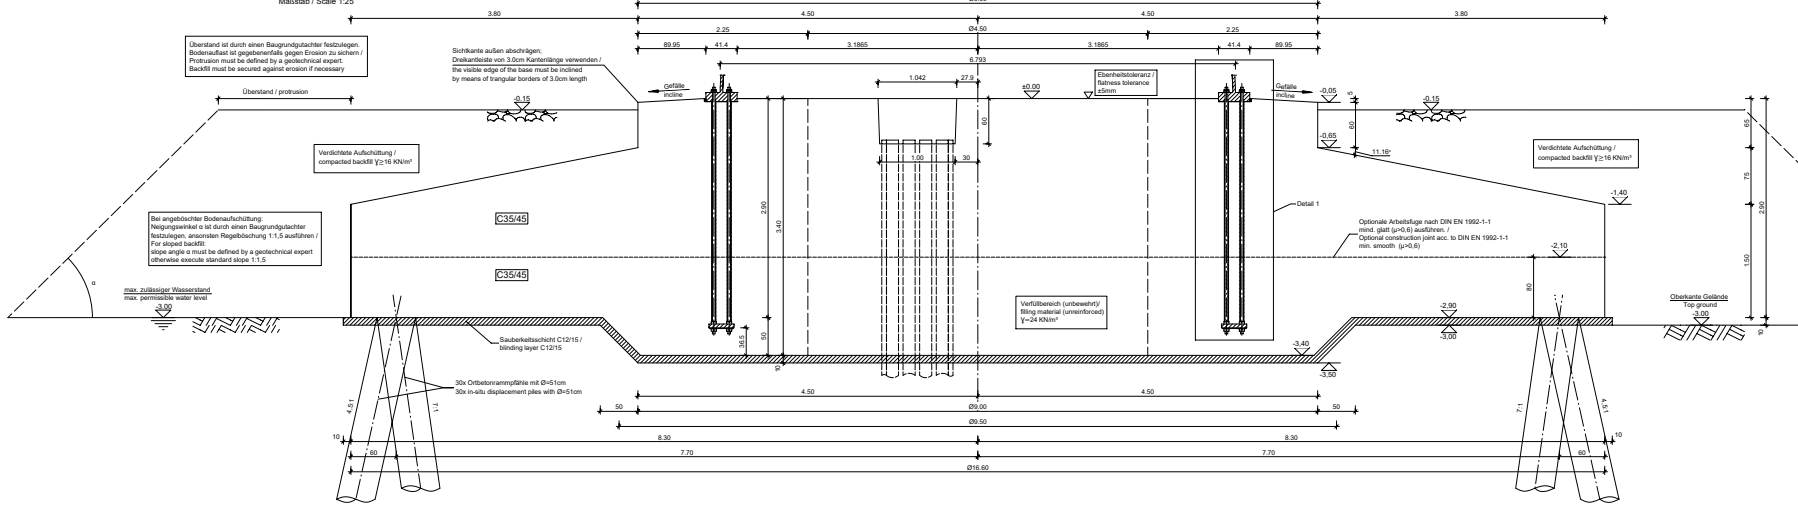 Maßstab / Scale 1:25
3.80
4.50
4.50
3.80
2.25
Ø4.50
2.25
89.95
41.4
3.1865
3.1865
41.4
89.95
6.793
Überstand ist durch einen Baugrundgutachter festzulegen.
Bodenauflast ist gegebenenfalls gegen Erosion zu sichern /
Protrusion must be defined by a geotechnical expert.
Backfill must be secured against erosion if necessary
Sichtkante außen abschrägen;
Dreikantleiste von 3.0cm Kantenlänge verwenden /
the visible edge of the base must be inclined
by means of trangular borders of 3.0cm length
Überstand / protrusion
Gefälle
incline
1.042
27.9
±0.00
Ebenheitstoleranz /
flatness tolerance
±5mm
Gefälle
incline
-0,05
5
-0,15
-0,15
60
60
65
-0,65
11.16°
Verdichtete Aufschüttung /
compacted backfill γ≥16 KN/m³
Verdichtete Aufschüttung /
compacted backfill γ≥16 KN/m³
1.00
30
75
-1,40
Detail 1
2.90
3.40
2.90
C35/45
Bei angeböschter Bodenaufschüttung:
Neigungswinkel α ist durch einen Baugrundgutachter
festzulegen, ansonsten Regelböschung 1:1,5 ausführen /
For sloped backfill:
slope angle α must be defined by a geotechnical expert
otherwise execute standard slope 1:1,5
Optionale Arbeitsfuge nach DIN EN 1992-1-1
mind. glatt (μ>0,6) ausführen. /
Optional construction joint acc. to DIN EN 1992-1-1
min. smooth (μ>0,6)
-2,10
1.50
C35/45
α
80
max. zulässiger Wasserstand
max. permissible water level
-3.00
Verfüllbereich (unbewehrt)/
filling material (unreinforced)
γ=24 KN/m³
-2,90
-3,00
Oberkante Gelände
Top ground
-3.00
10
Sauberkeitsschicht C12/15 /
blinding layer C12/15
36.5
50
10
-3,40
-3,50
30x Ortbetonrammpfähle mit Ø=51cm
30x in-situ displacement piles with Ø=51cm
4.5:1
7:1
7:1
4.5:1
4.50
4.50
50
Ø9.00
50
Ø9.50
10
8.30
8.30
10
60
7.70
7.70
60
Ø16.60